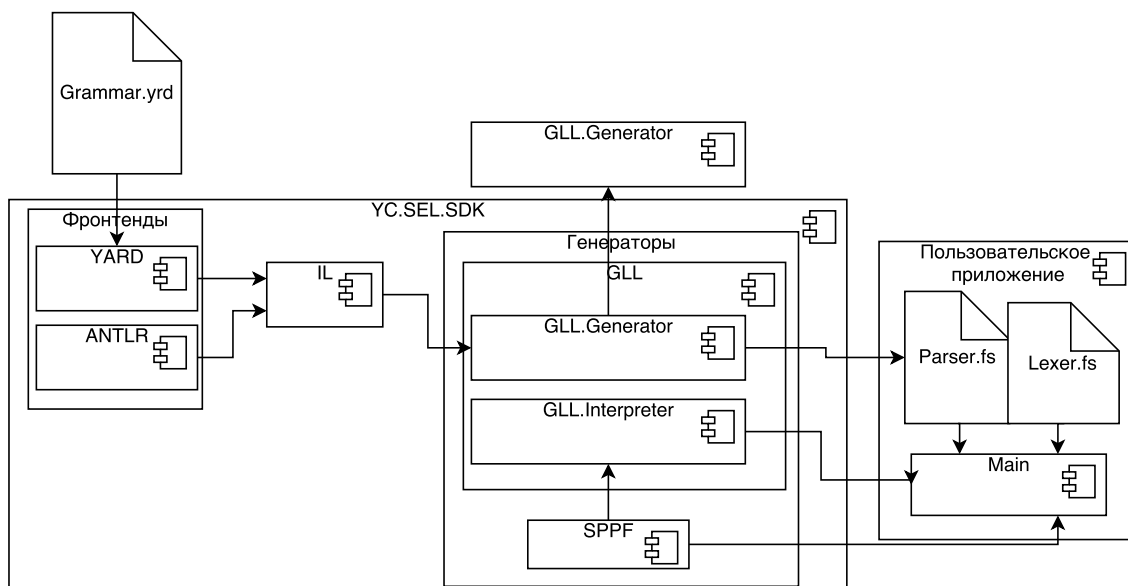 Grammar.yrd
GLL.Generator
YC.SEL.SDK
Фронтенды
Генераторы
Пользовательское
приложение
YARD
IL
GLL
ANTLR
GLL.Generator
Parser.fs
Lexer.fs
GLL.Interpreter
Main
SPPF